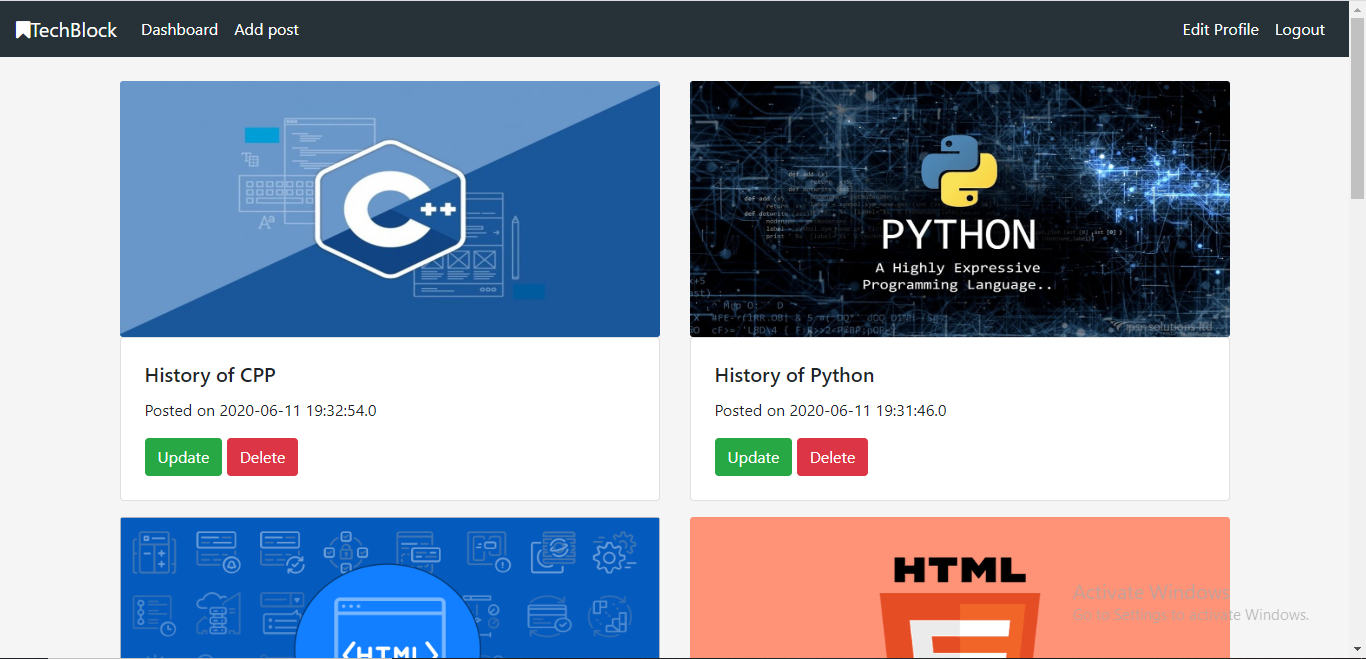 TechBlock Dashboard Add post Edit Profile Logout
C++
PYTHON
A Highly Expressive
Programming Language..
History of CPP
Posted on 2020-06-11 19:32:54.0
Update Delete
History of Python
Posted on 2020-06-11 19:31:46.0
Update Delete
<HTML>
HTML
Activate Windows
Go to Settings to activate Windows.